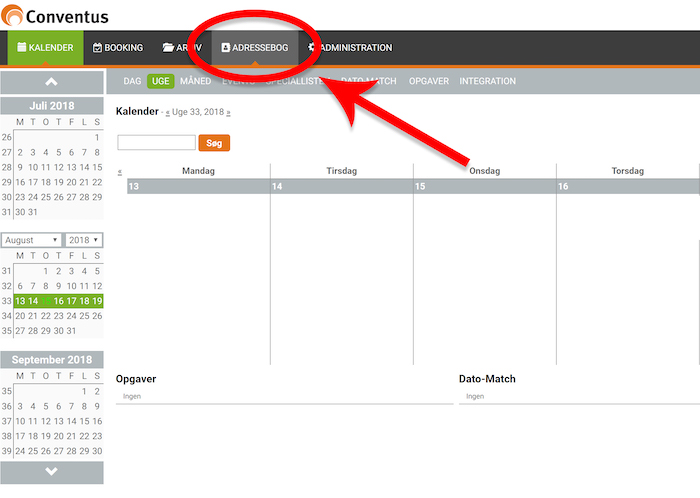 Conventus
KALENDER BOOKING ARKIV ADRESSEBOG ADMINISTRATION
DAG UGE MÅNED DATO-MATCH OPGAVER INTEGRATION
Juli 2018
M T O T F L S
26 1
27 2 3 4 5 6 7 8
28 9 10 11 12 13 14 15
29 16 17 18 19 20 21 22
30 23 24 25 26 27 28 29
31 30 31
August 2018
M T O T F L S
31 1 2 3 4 5
32 6 7 8 9 10 11 12
33 13 14 15 16 17 18 19
34 20 21 22 23 24 25 26
35 27 28 29 30 31
September 2018
M T O T F L S
35 1 2
36 3 4 5 6 7 8 9
37 10 11 12 13 14 15 16
38 17 18 19 20 21 22 23
39 24 25 26 27 28 29 30
Kalender - « Uge 33, 2018 »
Søg
« Mandag Tirsdag Onsdag Torsdag
13 14 15 16
Opgaver Dato-Match
Ingen Ingen